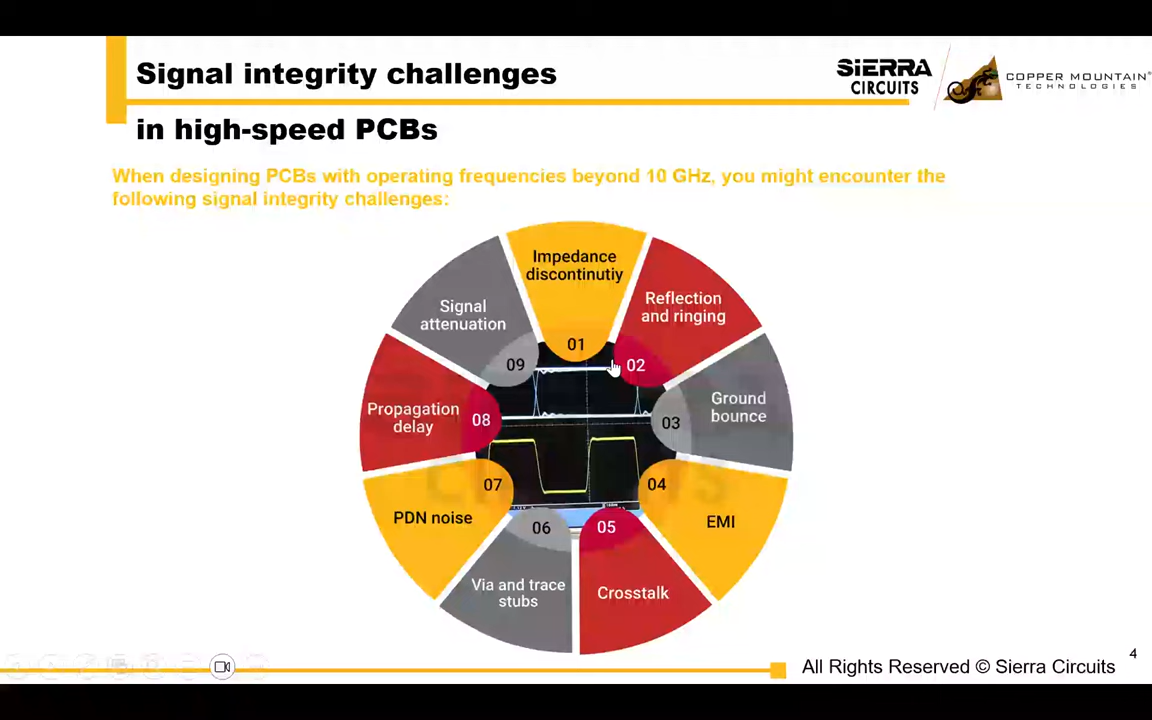 Signal integrity challenges
in high-speed PCBs
SiERRA
CIRCUITS
COPPER MOUNTAIN
TECHNOLOGIES
When designing PCBs with operating frequencies beyond 10 GHz, you might encounter the
following signal integrity challenges:
Impedance
discontinutiy
01
Reflection
and ringing
02
Ground
bounce
03
EMI
04
Crosstalk
05
Via and trace
stubs
06
PDN noise
07
Propagation
delay
08
Signal
attenuation
09
All Rights Reserved © Sierra Circuits
4